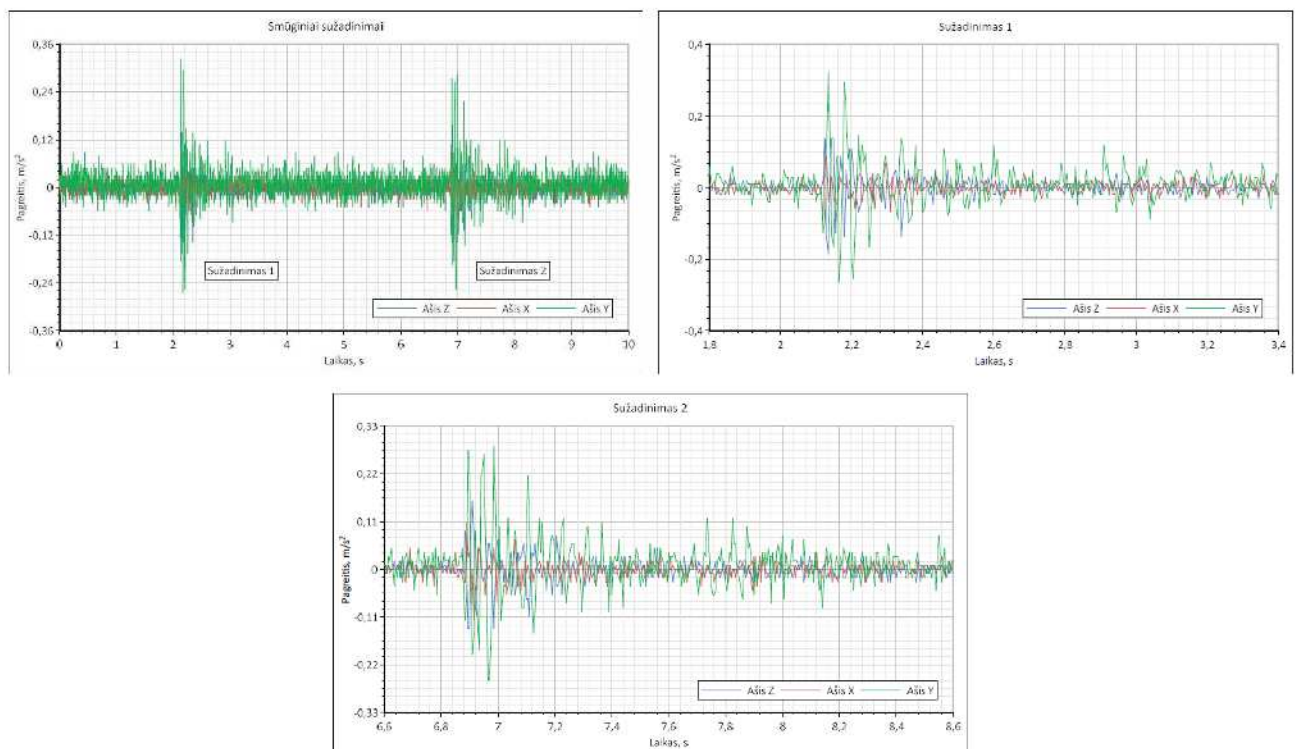 Smūginiai sužadinimai
0,36
0,24
0,12
0
-0,12
-0,24
-0,36
Pagreitis, m/s²
Sužadinimas 1
Sužadinimas 2
Ašis Z Ašis X Ašis Y
0 1 2 3 4 5 6 7 8 9 10
Laikas, s
Sužadinimas 1
0,4
0,2
0
-0,2
-0,4
Pagreitis, m/s²
Ašis Z Ašis X Ašis Y
1,8 2 2,2 2,4 2,6 2,8 3 3,2 3,4
Laikas, s
Sužadinimas 2
0,33
0,22
0,11
0
-0,11
-0,22
-0,33
Pagreitis, m/s²
Ašis Z Ašis X Ašis Y
6,6 6,8 7 7,2 7,4 7,6 7,8 8 8,2 8,4 8,6
Laikas, s